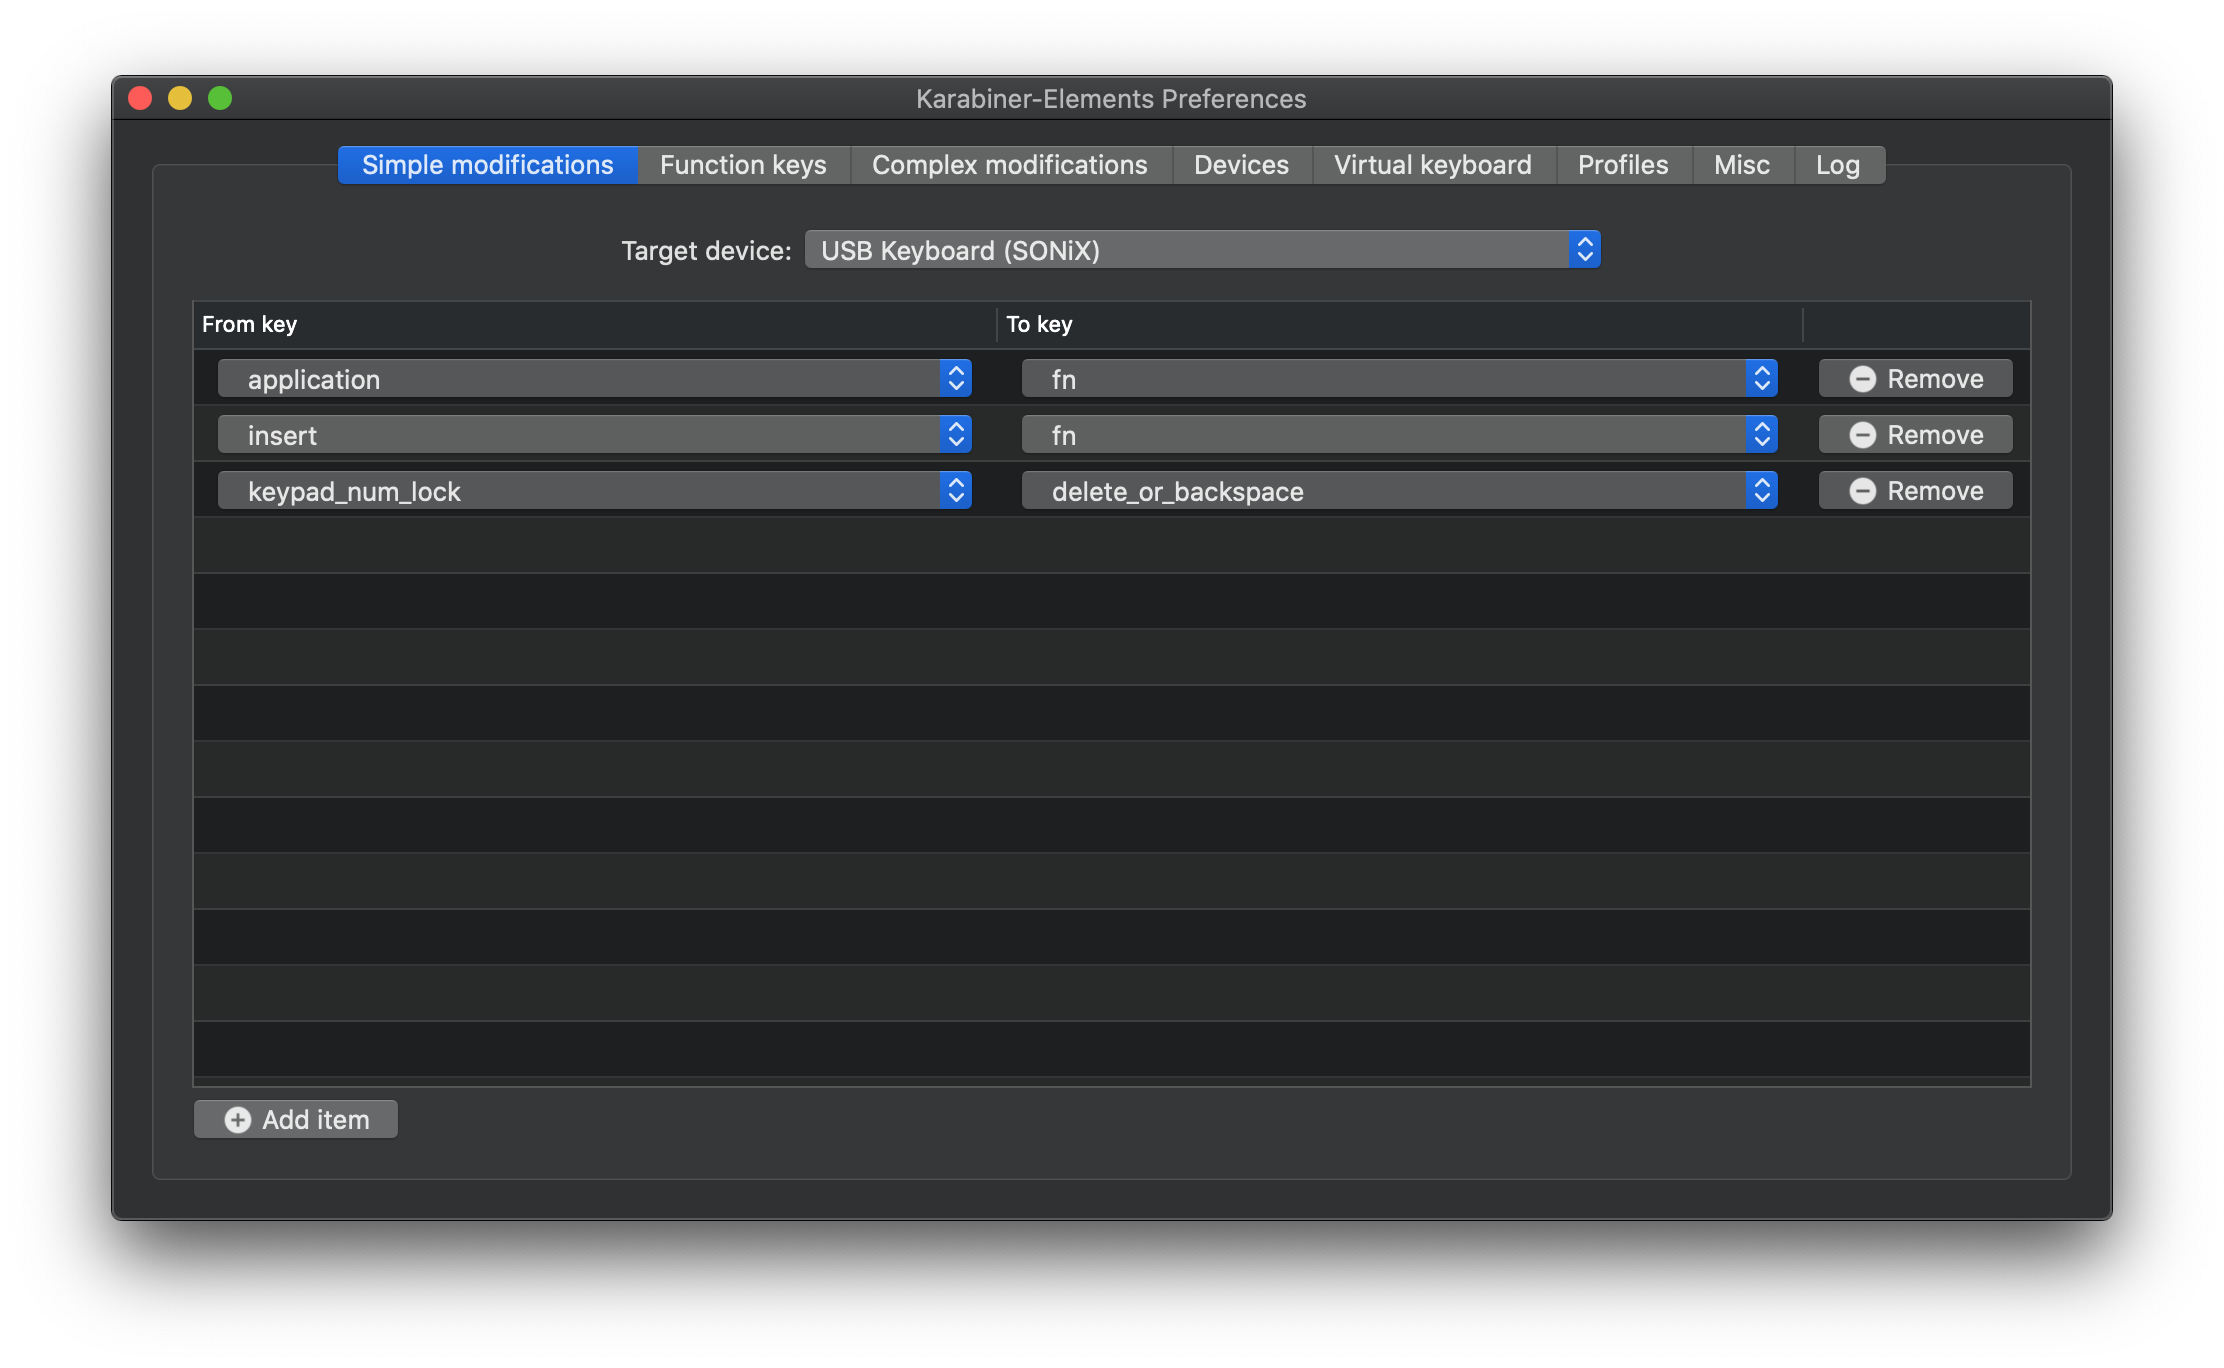 Karabiner-Elements Preferences
Simple modifications Function keys Complex modifications Devices Virtual keyboard Profiles Misc Log
Target device: USB Keyboard (SONiX)
From key To key
application fn Remove
insert fn Remove
keypad_num_lock delete_or_backspace Remove
Add item